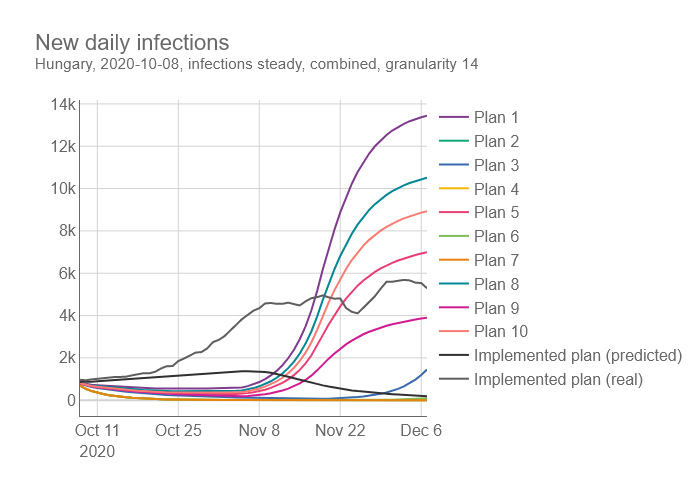 New daily infections
Hungary, 2020-10-08, infections steady, combined, granularity 14
14k
12k
10k
8k
6k
4k
2k
0
Oct 11
2020
Oct 25
Nov 8
Nov 22
Dec 6
Plan 1
Plan 2
Plan 3
Plan 4
Plan 5
Plan 6
Plan 7
Plan 8
Plan 9
Plan 10
Implemented plan (predicted)
Implemented plan (real)